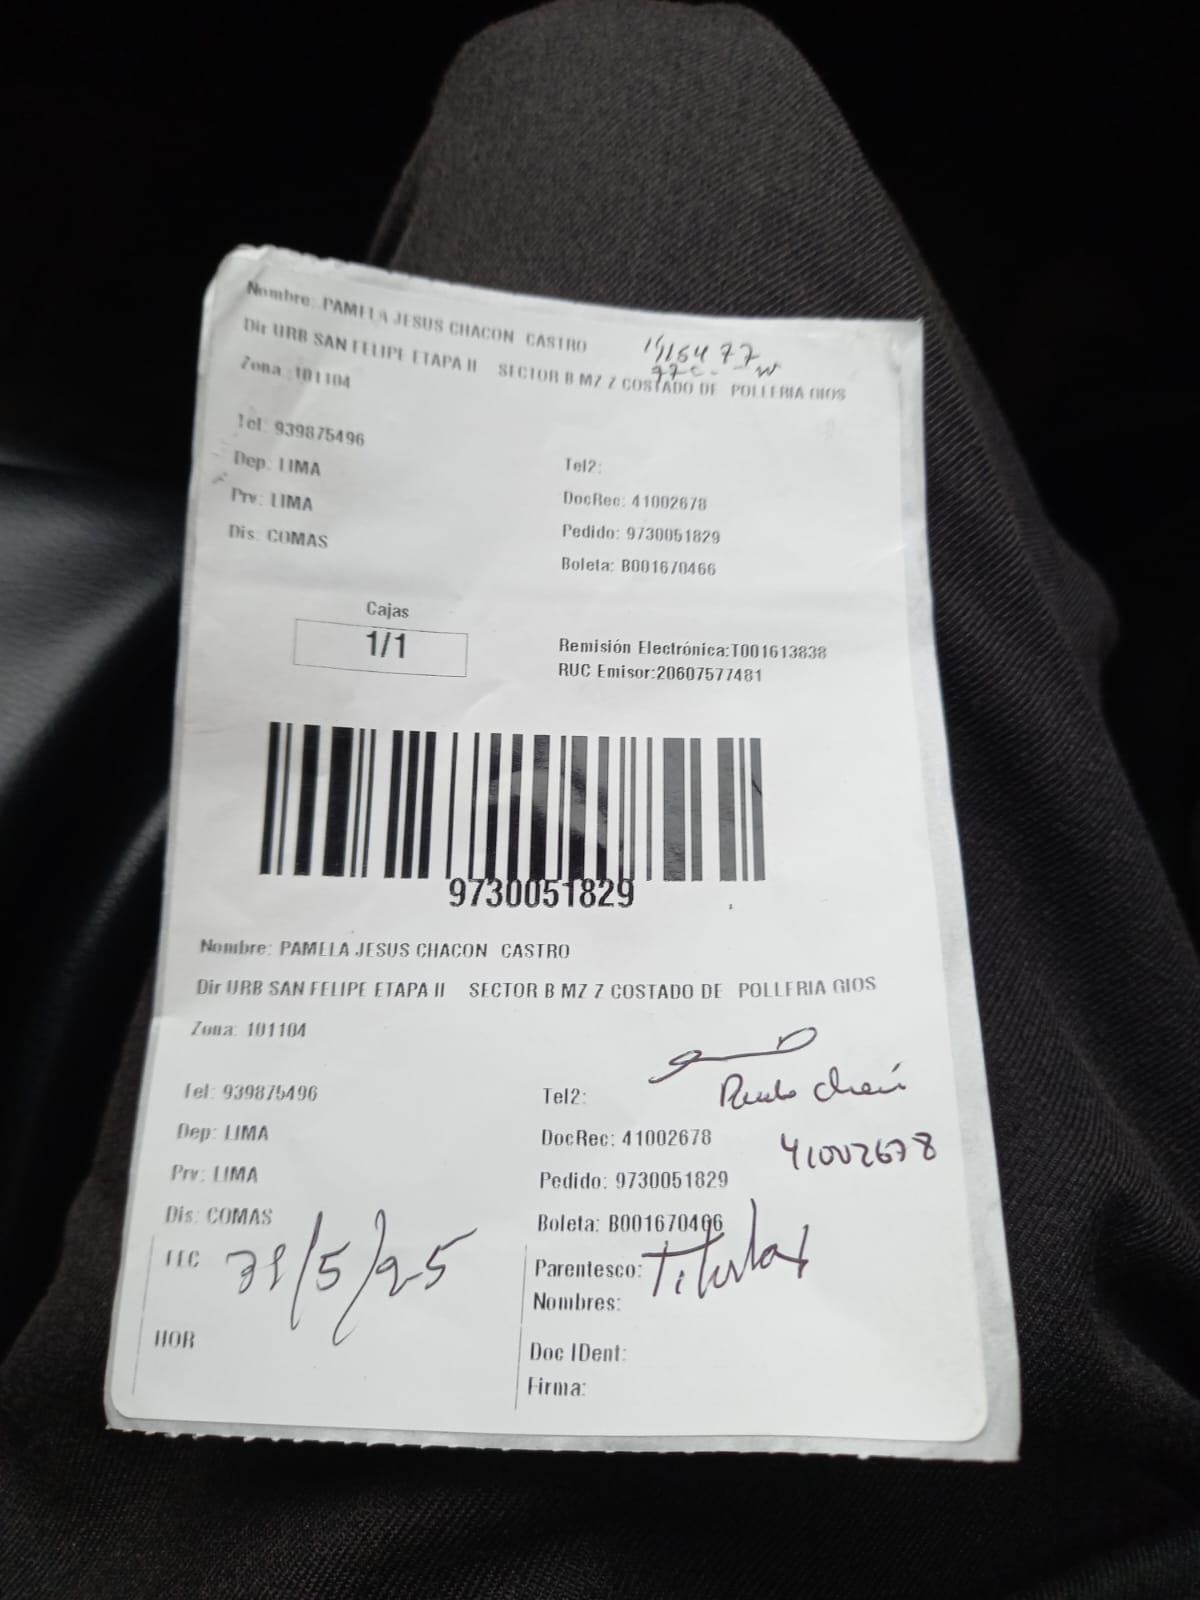 Nombre: PAMELA JESUS CHACON CASTRO
Dir URB SAN FELIPE ETAPA II SECTOR B MZ Z COSTADO DE POLLERIA GIOS
Zona :101104
Tel: 939875496
Tel2:
Dep: LIMA
DocRec: 41002678
Prv: LIMA
Pedido: 9730051829
Dis: COMAS
Boleta: B001670466
Cajas
1/1
Remisión Electrónica:T001613838
RUC Emisor:20607577481
9730051829
Nombre: PAMELA JESUS CHACON CASTRO
Dir URB SAN FELIPE ETAPA II SECTOR B MZ Z COSTADO DE POLLERIA GIOS
Zona: 101104
Tel: 939875496
Tel2:
Dep: LIMA
DocRec: 41002678
41002678
Prv: LIMA
Pedido: 9730051829
Dis: COMAS
Boleta: B001670466
FEC 31/5/25
Parentesco: Titular
Nombres:
HOR
Doc IDent:
Firma: